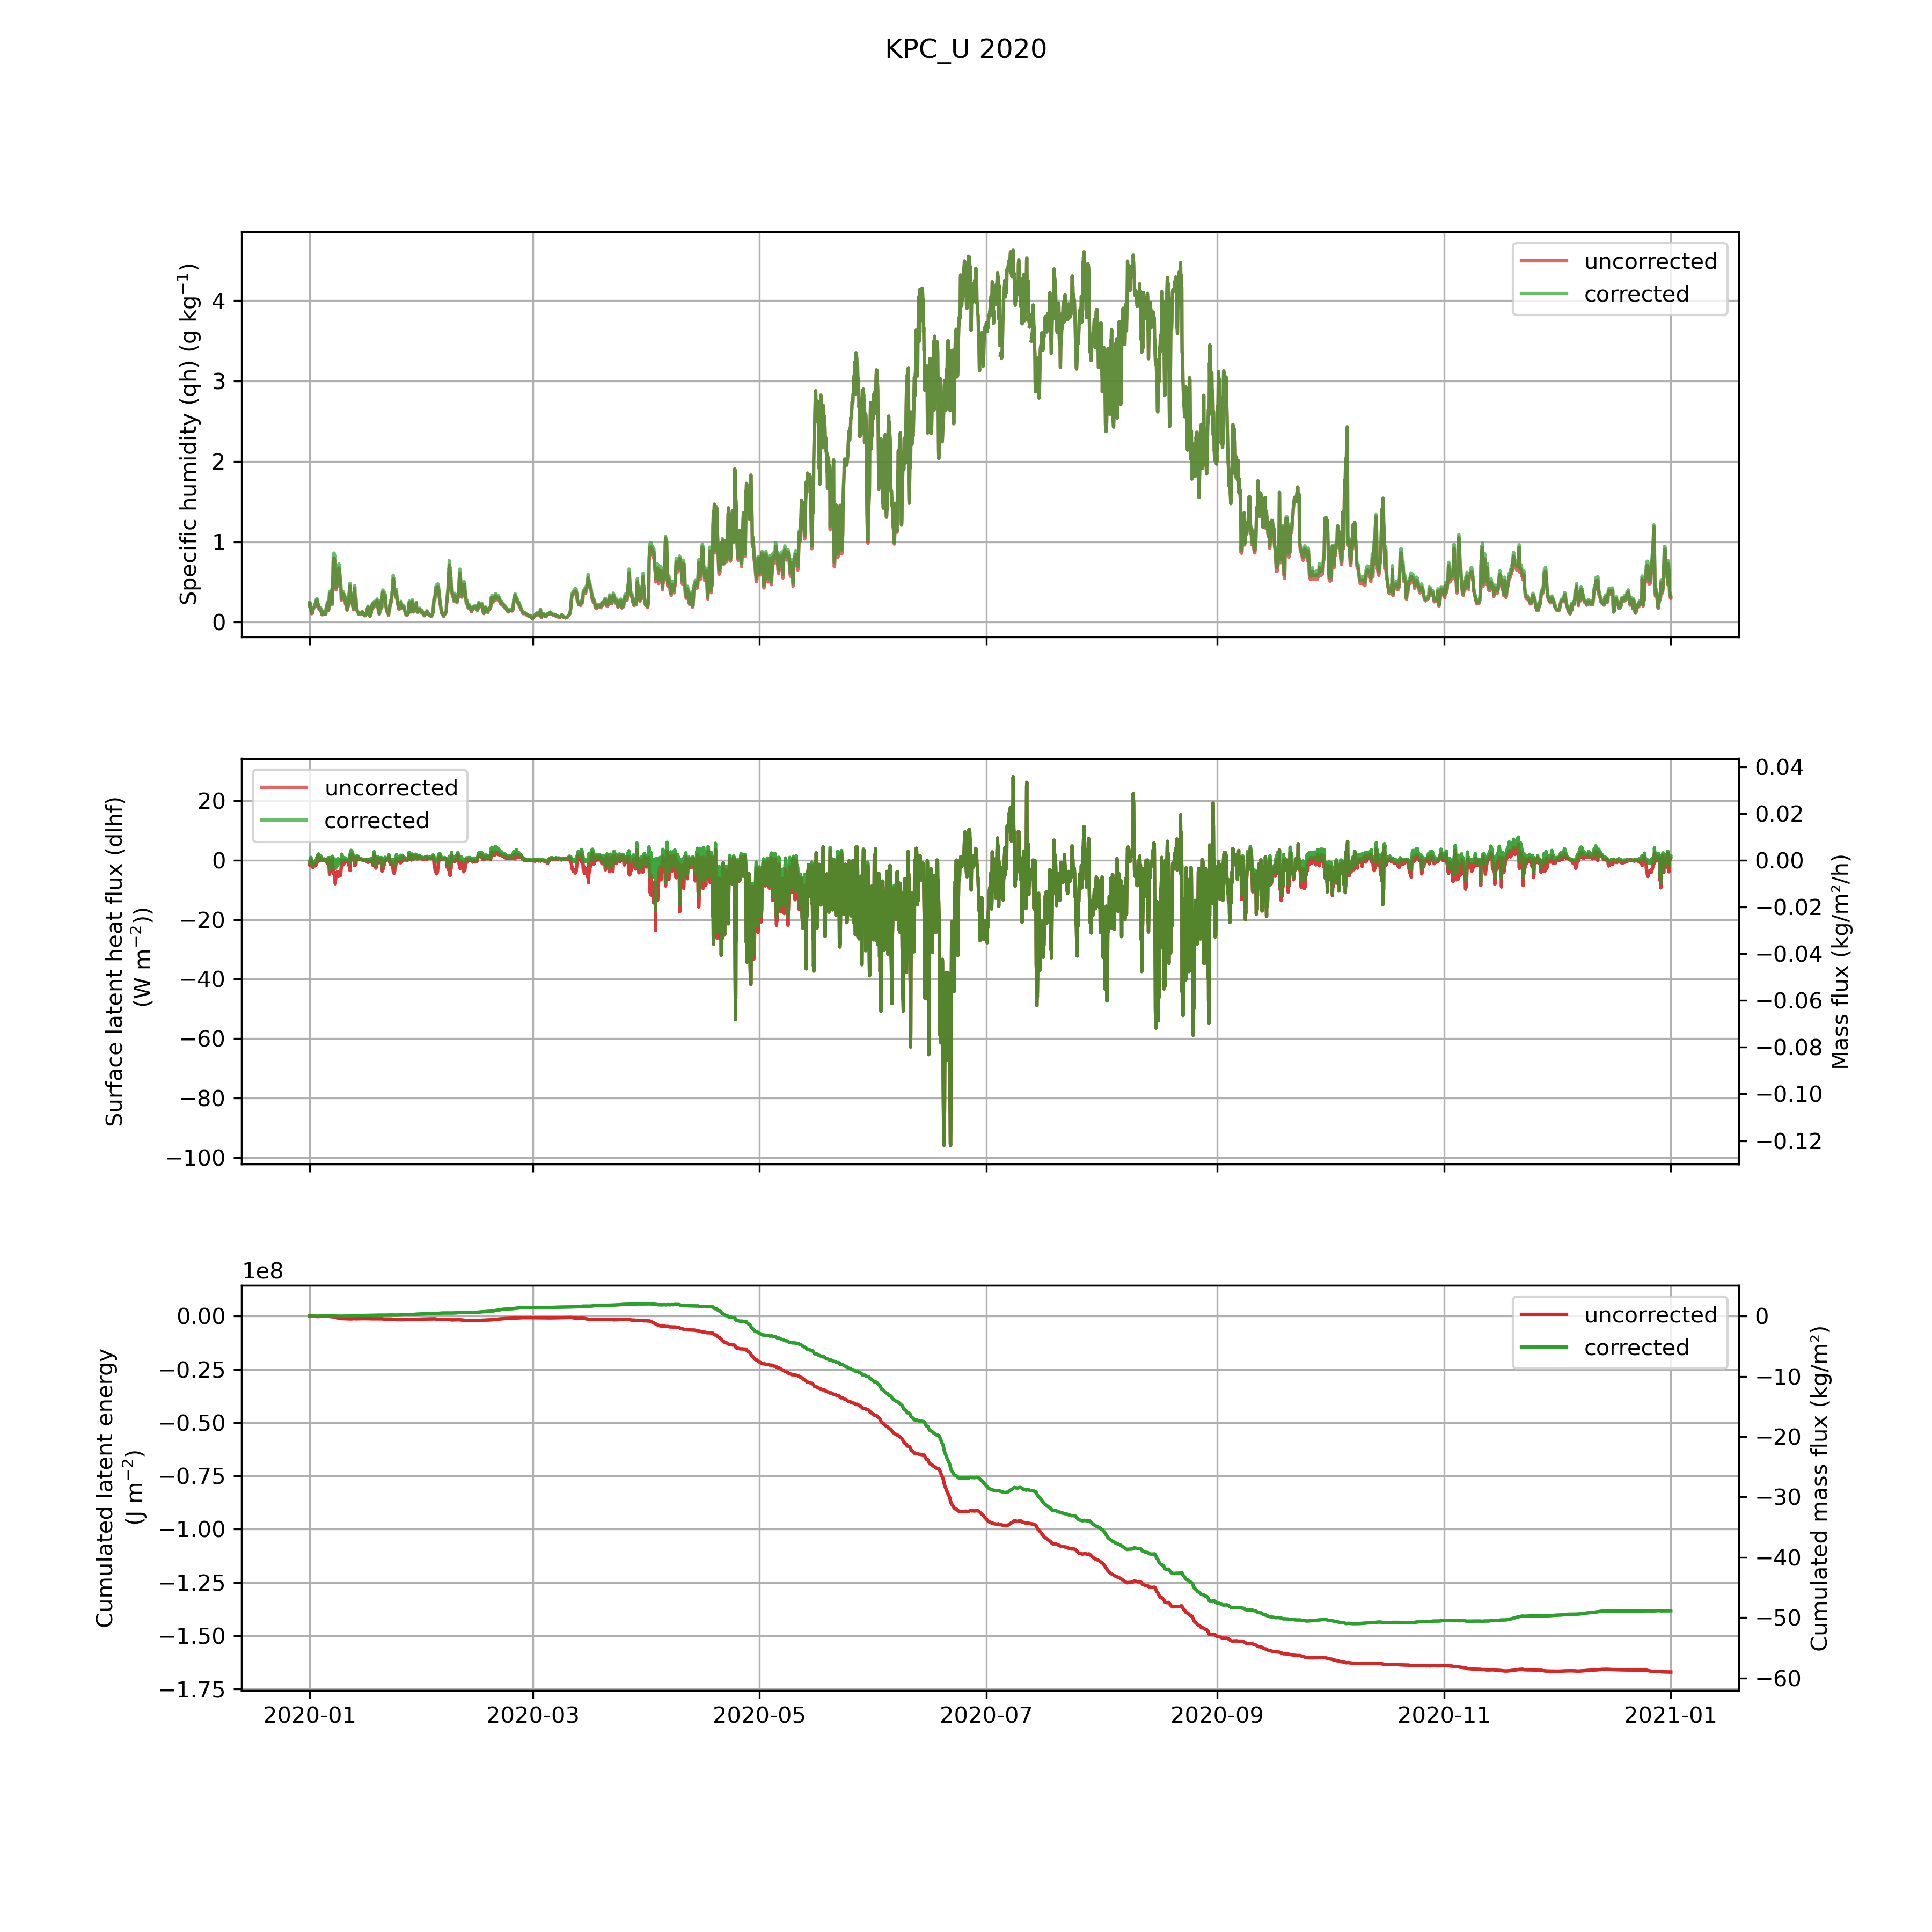 KPC_U 2020
Specific humidity (qh) (g kg⁻¹)
4
3
2
1
0
uncorrected
corrected
Surface latent heat flux (dlhf)
(W m⁻²))
20
0
−20
−40
−60
−80
−100
uncorrected
corrected
0.04
0.02
0.00
−0.02
−0.04
−0.06
−0.08
−0.10
−0.12
Mass flux (kg/m²/h)
1e8
Cumulated latent energy
(J m⁻²)
0.00
−0.25
−0.50
−0.75
−1.00
−1.25
−1.50
−1.75
uncorrected
corrected
0
−10
−20
−30
−40
−50
−60
Cumulated mass flux (kg/m²)
2020-01 2020-03 2020-05 2020-07 2020-09 2020-11 2021-01